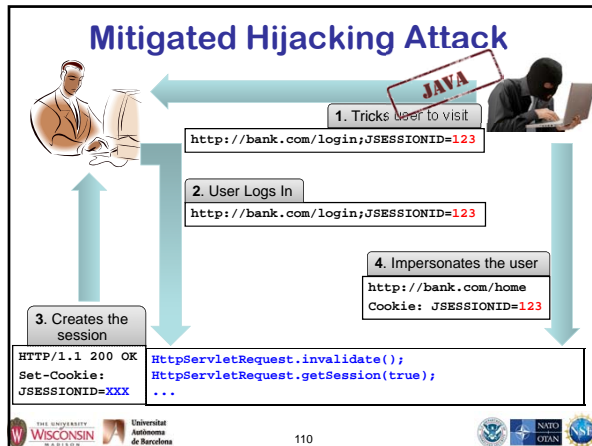 Mitigated Hijacking Attack
JAVA
1. Tricks user to visit
http://bank.com/login;JSESSIONID=123
2. User Logs In
http://bank.com/login;JSESSIONID=123
4. Impersonates the user
http://bank.com/home
Cookie: JSESSIONID=123
3. Creates the
session
HTTP/1.1 200 OK
Set-Cookie:
JSESSIONID=XXX
HttpServletRequest.invalidate();
HttpServletRequest.getSession(true);
...
THE UNIVERSITY
WISCONSIN
MADISON
Universitat
Autònoma
de Barcelona
110
NATO
OTAN
NSF